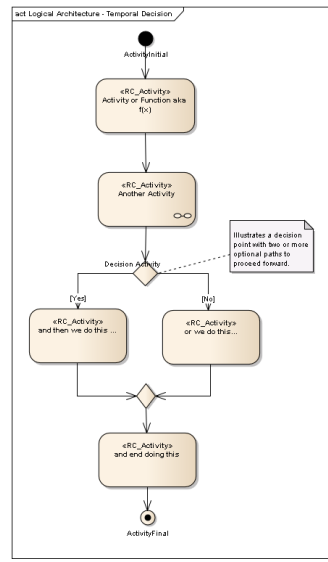 act Logical Architecture - Temporal Decision
ActivityInitial
«RC_Activity»
Activity or Function aka
f(x)
«RC_Activity»
Another Activity
Illustrates a decision
point with two or more
optional paths to
proceed forward.
Decision Activity
[Yes]
[No]
«RC_Activity»
and then we do this ...
«RC_Activity»
or we do this...
«RC_Activity»
and end doing this
ActivityFinal